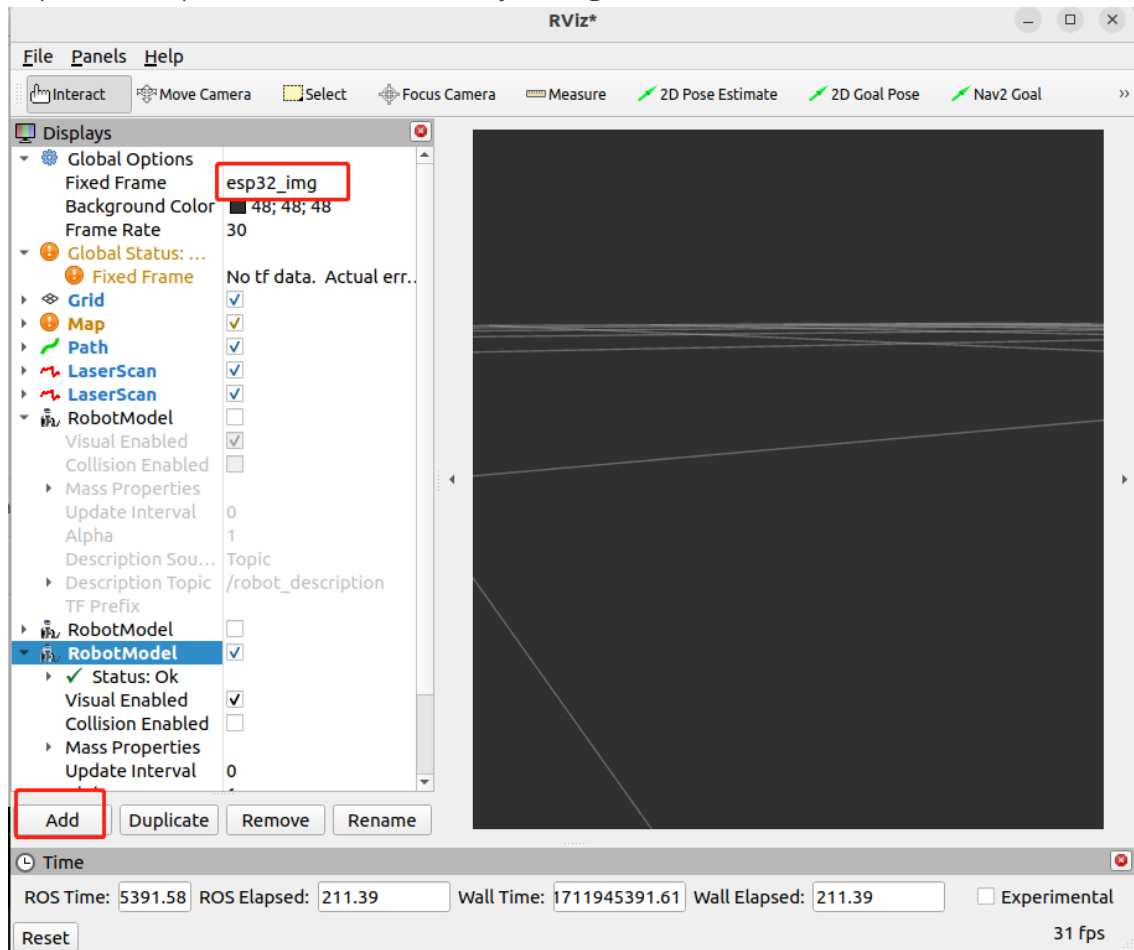 RViz*
File Panels Help
Interact Move Camera Select Focus Camera Measure 2D Pose Estimate 2D Goal Pose Nav2 Goal »
Displays
Global Options
Fixed Frame esp32_img
Background Color 48; 48; 48
Frame Rate 30
Global Status: ...
Fixed Frame No tf data. Actual err..
Grid
Map
Path
LaserScan
LaserScan
RobotModel
Visual Enabled
Collision Enabled
Mass Properties
Update Interval 0
Alpha 1
Description Sou... Topic
Description Topic /robot_description
TF Prefix
RobotModel
RobotModel
Status: Ok
Visual Enabled
Collision Enabled
Mass Properties
Update Interval 0
Add Duplicate Remove Rename
Time
ROS Time: 5391.58 ROS Elapsed: 211.39 Wall Time: 1711945391.61 Wall Elapsed: 211.39 Experimental
Reset 31 fps